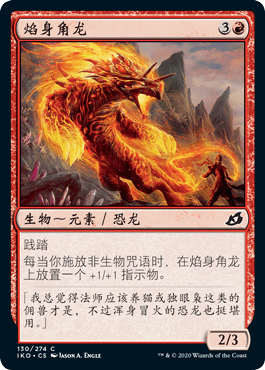 焰身角龙 3
生物～元素／恐龙
践踏
每当你施放非生物咒语时，在焰身角龙
上放置一个 +1/+1 指示物。
「我总觉得法师应该养猫或独眼枭这类的
佣兽才是，不过浑身冒火的恐龙也挺堪
用。」
2/3
130/274 C
IKO • CS JASON A. ENGLE ™ & © 2020 Wizards of the Coast